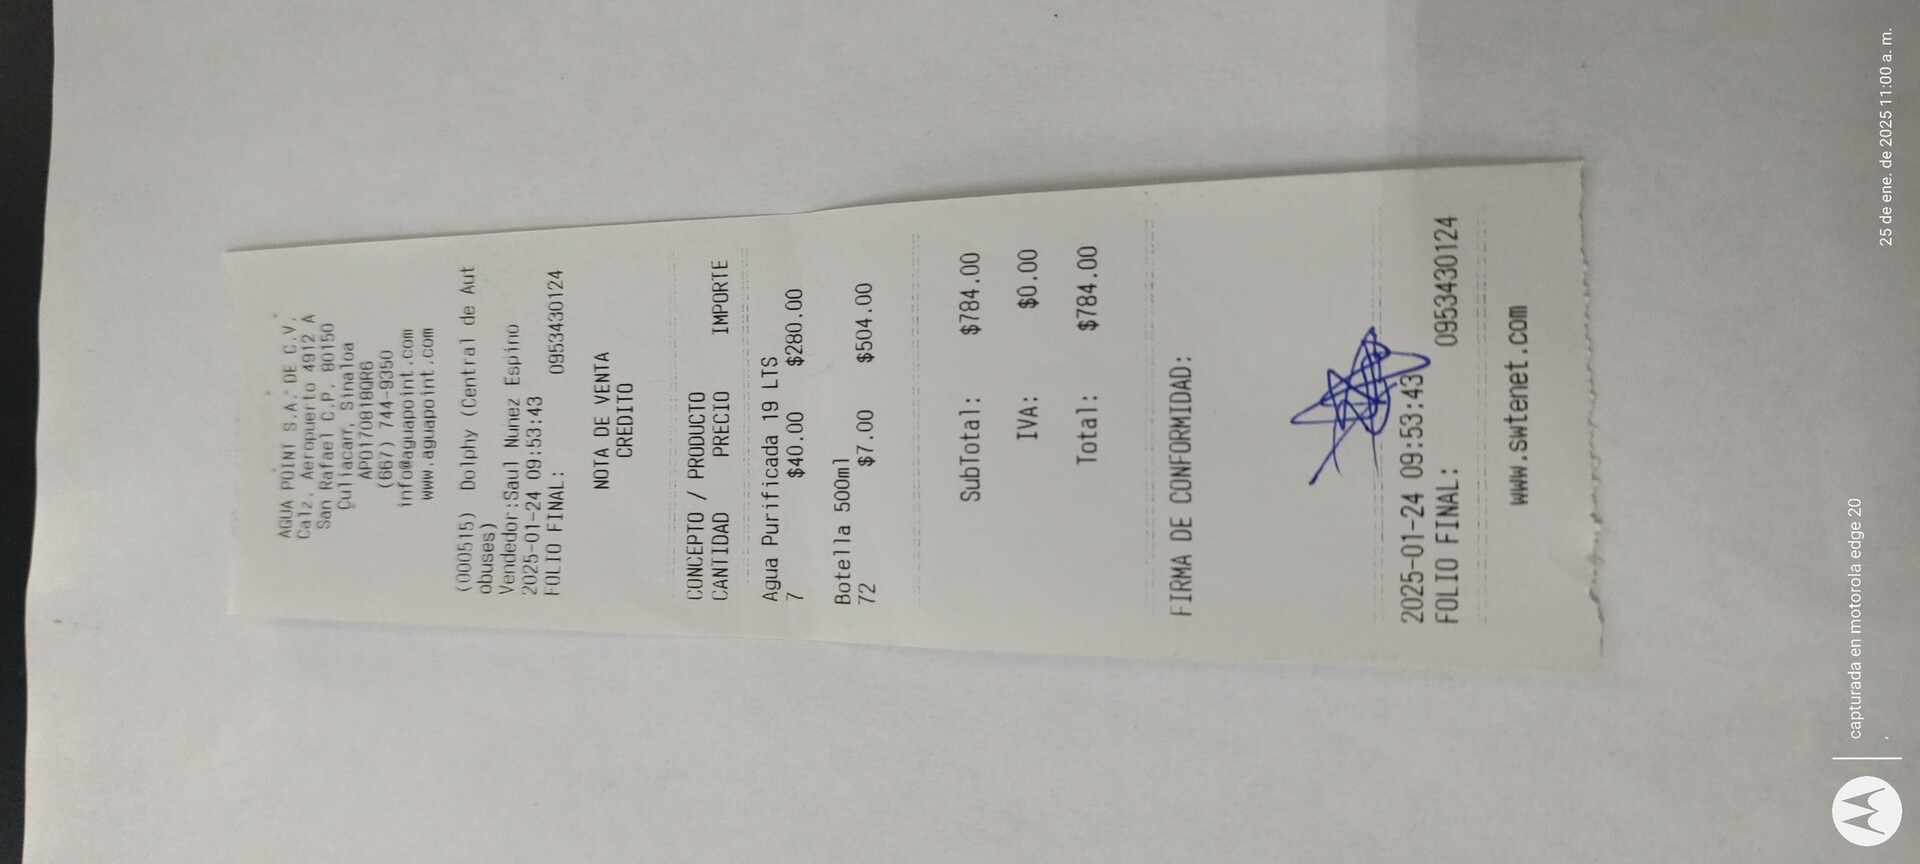 AGUA POINT S.A. DE C.V.
Calz. Aeropuerto 4912 A
San Rafael C.P. 80150
Culiacan, Sinaloa
APO170818QR6
(667) 744-9350
info@aguapoint.com
www.aguapoint.com
(000515) Dolphy (Central de Aut
obuses)
Vendedor:Saul Nunez Espino
2025-01-24 09:53:43
FOLIO FINAL: 0953430124
NOTA DE VENTA
CREDITO
CONCEPTO / PRODUCTO
CANTIDAD PRECIO IMPORTE
Agua Purificada 19 LTS
7 $40.00 $280.00
Botella 500ml
72 $7.00 $504.00
SubTotal: $784.00
IVA: $0.00
Total: $784.00
FIRMA DE CONFORMIDAD:
2025-01-24 09:53:43
FOLIO FINAL: 0953430124
www.swtenet.com
capturada en motorola edge 20
25 de ene. de 2025 11:00 a. m.